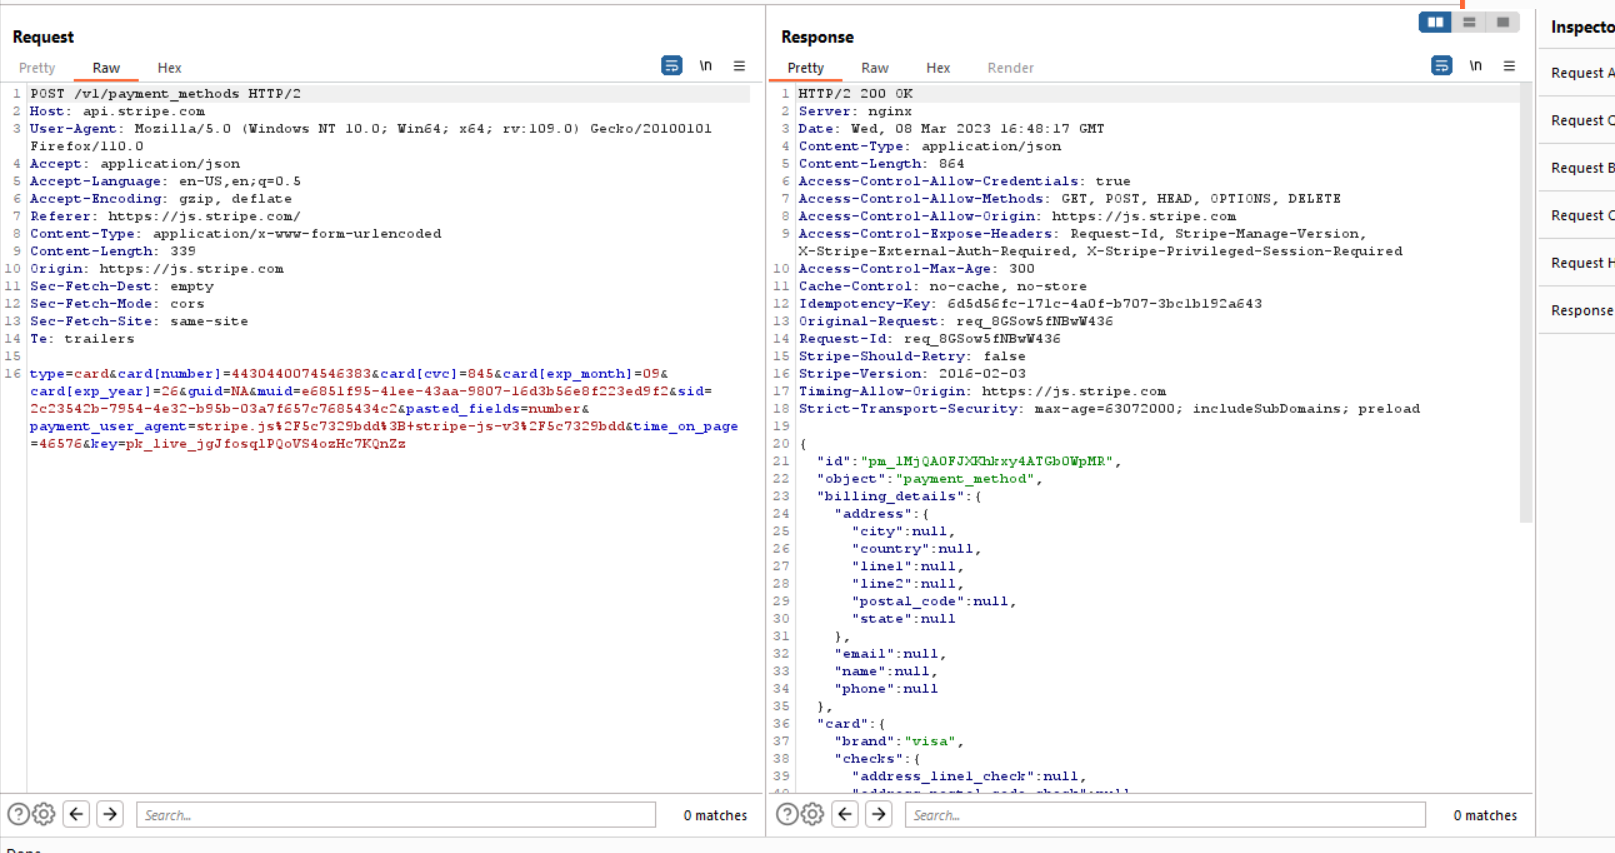 Request
Pretty
Raw
Hex
\n
1 POST /v1/payment_methods HTTP/2
2 Host: api.stripe.com
3 User-Agent: Mozilla/5.0 (Windows NT 10.0; Win64; x64; rv:109.0) Gecko/20100101
Firefox/110.0
4 Accept: application/json
5 Accept-Language: en-US,en;q=0.5
6 Accept-Encoding: gzip, deflate
7 Referer: https://js.stripe.com/
8 Content-Type: application/x-www-form-urlencoded
9 Content-Length: 339
10 Origin: https://js.stripe.com
11 Sec-Fetch-Dest: empty
12 Sec-Fetch-Mode: cors
13 Sec-Fetch-Site: same-site
14 Te: trailers
15
16 type=card&card[number]=[REDACTED]&card[cvc]=[REDACTED]&card[exp_month]=[REDACTED]&
card[exp_year]=[REDACTED]&guid=NA&muid=e6851f95-41ee-43aa-9807-16d3b56e8f223ed9f2&sid=
2c23542b-7954-4e32-b95b-03a7f657c7685434c2&pasted_fields=number&
payment_user_agent=stripe.js%2F5c7329bdd%3B+stripe-js-v3%2F5c7329bdd&time_on_page
=46576&key=[REDACTED]
Search...
0 matches
Response
Pretty
Raw
Hex
Render
\n
1 HTTP/2 200 OK
2 Server: nginx
3 Date: Wed, 08 Mar 2023 16:48:17 GMT
4 Content-Type: application/json
5 Content-Length: 864
6 Access-Control-Allow-Credentials: true
7 Access-Control-Allow-Methods: GET, POST, HEAD, OPTIONS, DELETE
8 Access-Control-Allow-Origin: https://js.stripe.com
9 Access-Control-Expose-Headers: Request-Id, Stripe-Manage-Version,
X-Stripe-External-Auth-Required, X-Stripe-Privileged-Session-Required
10 Access-Control-Max-Age: 300
11 Cache-Control: no-cache, no-store
12 Idempotency-Key: 6d5d56fc-171c-4a0f-b707-3bc1b192a643
13 Original-Request: req_8GSow5fNBwW436
14 Request-Id: req_8GSow5fNBwW436
15 Stripe-Should-Retry: false
16 Stripe-Version: 2016-02-03
17 Timing-Allow-Origin: https://js.stripe.com
18 Strict-Transport-Security: max-age=63072000; includeSubDomains; preload
19
20 {
21 "id":"pm_1MjQAOFJXKhkxy4ATGbOWpMR",
22 "object":"payment_method",
23 "billing_details":{
24 "address":{
25 "city":null,
26 "country":null,
27 "line1":null,
28 "line2":null,
29 "postal_code":null,
30 "state":null
31 },
32 "email":null,
33 "name":null,
34 "phone":null
35 },
36 "card":{
37 "brand":"visa",
38 "checks":{
39 "address_line1_check":null,
Search...
0 matches
Inspecto
Request A
Request Q
Request B
Request C
Request H
Response